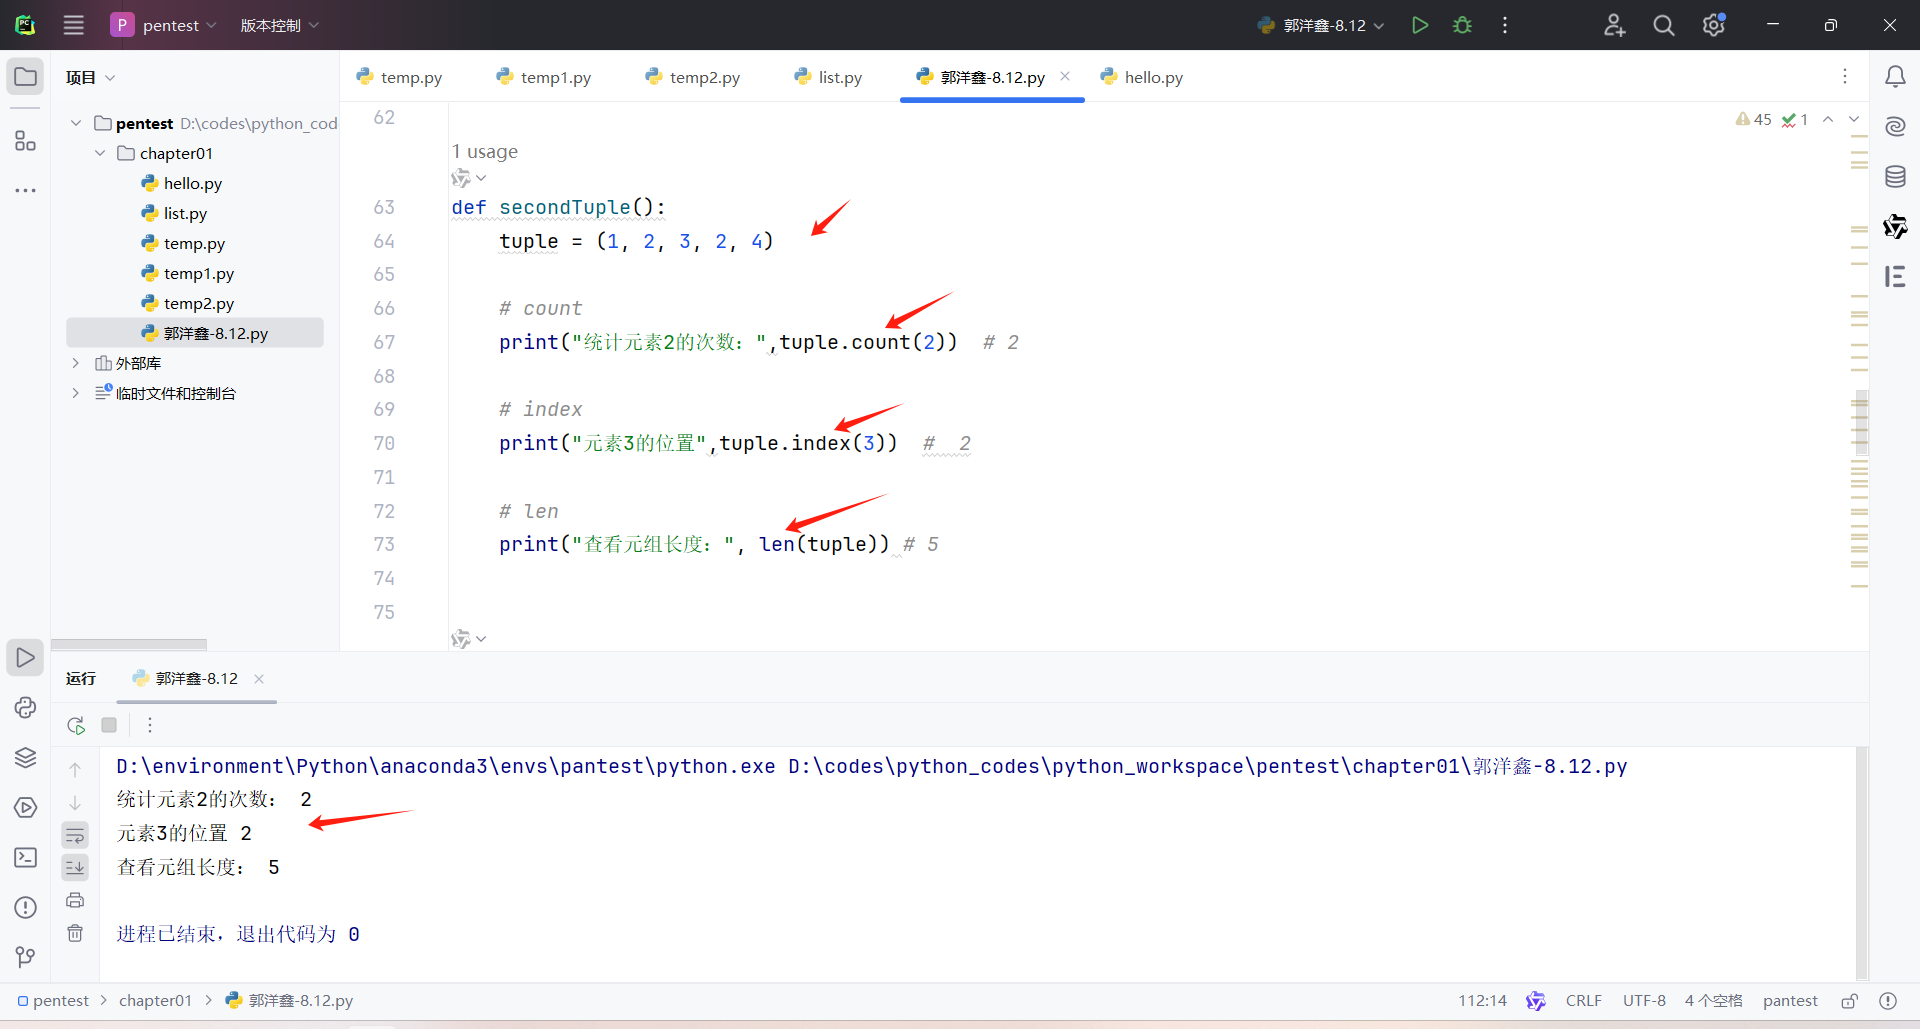 P pentest 版本控制 郭洋鑫-8.12
项目
temp.py temp1.py temp2.py list.py 郭洋鑫-8.12.py hello.py
pentest D:\codes\python_cod
chapter01
hello.py
list.py
temp.py
temp1.py
temp2.py
郭洋鑫-8.12.py
外部库
临时文件和控制台
45 1
62
1 usage
63 def secondTuple():
64 tuple = (1, 2, 3, 2, 4)
65
66 # count
67 print("统计元素2的次数：",tuple.count(2))  # 2
68
69 # index
70 print("元素3的位置",tuple.index(3))  #  2
71
72 # len
73 print("查看元组长度：", len(tuple)) # 5
74
75
运行 郭洋鑫-8.12
D:\environment\Python\anaconda3\envs\pantest\python.exe D:\codes\python_codes\python_workspace\pentest\chapter01\郭洋鑫-8.12.py
统计元素2的次数： 2
元素3的位置 2
查看元组长度： 5
进程已结束，退出代码为 0
pentest > chapter01 > 郭洋鑫-8.12.py
112:14 CRLF UTF-8 4 个空格 pantest